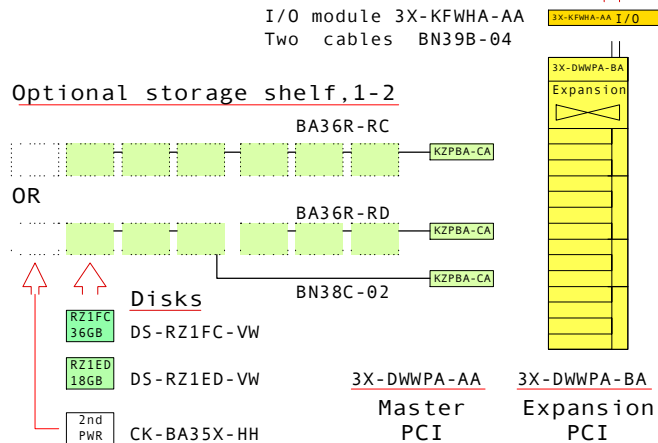 I/O module 3X-KFWHA-AA
3X-KFWHA-AA I/O
Two cables BN39B-04
3X-DWWPA-BA
Expansion
Optional storage shelf,1-2
BA36R-RC
KZPBA-CA
OR
BA36R-RD
KZPBA-CA
KZPBA-CA
BN38C-02
Disks
RZ1FC
36GB
DS-RZ1FC-VW
RZ1ED
18GB
DS-RZ1ED-VW
2nd
PWR
CK-BA35X-HH
3X-DWWPA-AA
Master
PCI
3X-DWWPA-BA
Expansion
PCI